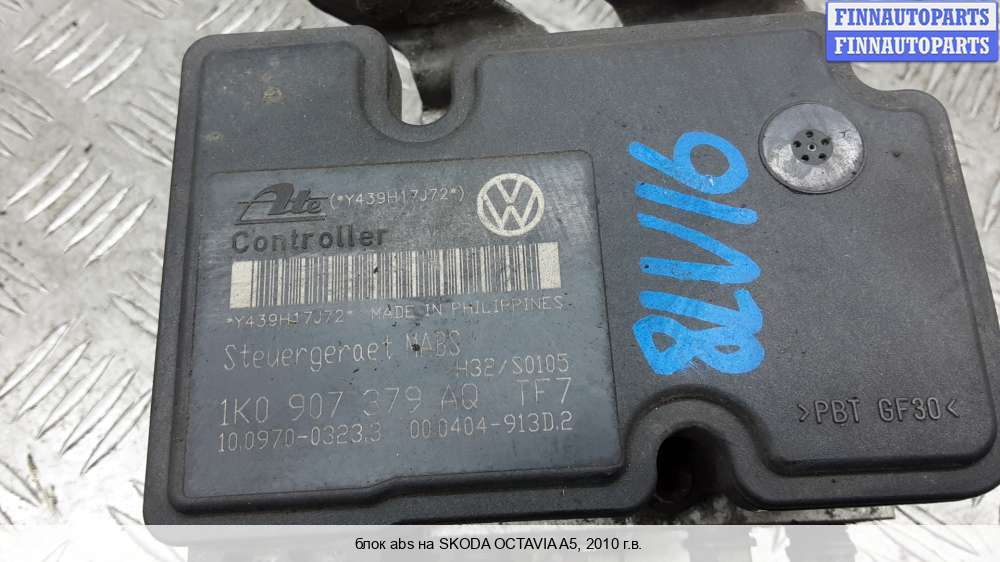 FINNAUTOPARTS
FINNAUTOPARTS
Ate (*Y439H17J72*)
Controller
*Y439H17J72* MADE IN PHILIPPINES
Steuergeraet MABS
H32/S0105
1K0 907 379 AQ TF7
10.0970-0323.3 00.0404-913D.2
>PBT GF30<
блок abs на SKODA OCTAVIA A5, 2010 г.в.